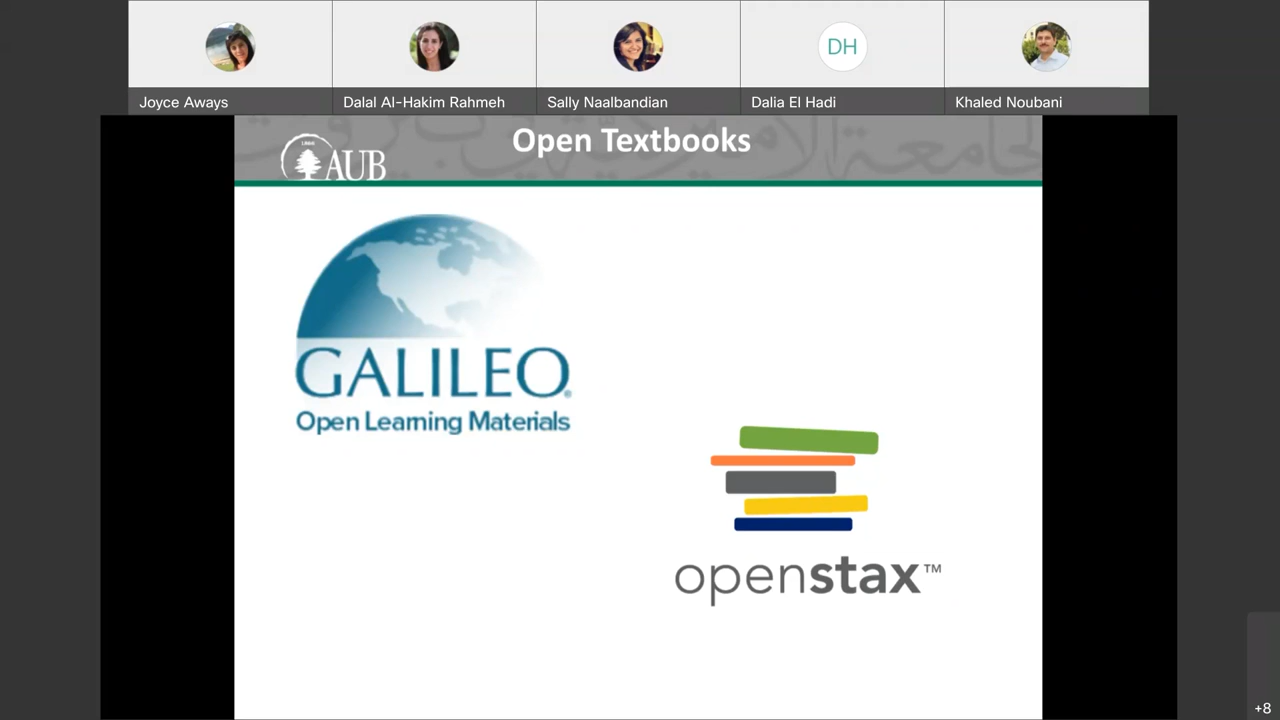 Joyce Aways
Dalal Al-Hakim Rahmeh
Sally Naalbandian
DH
Dalia El Hadi
Khaled Noubani
Open Textbooks
AUB
GALILEO®
Open Learning Materials
openstax™
+8